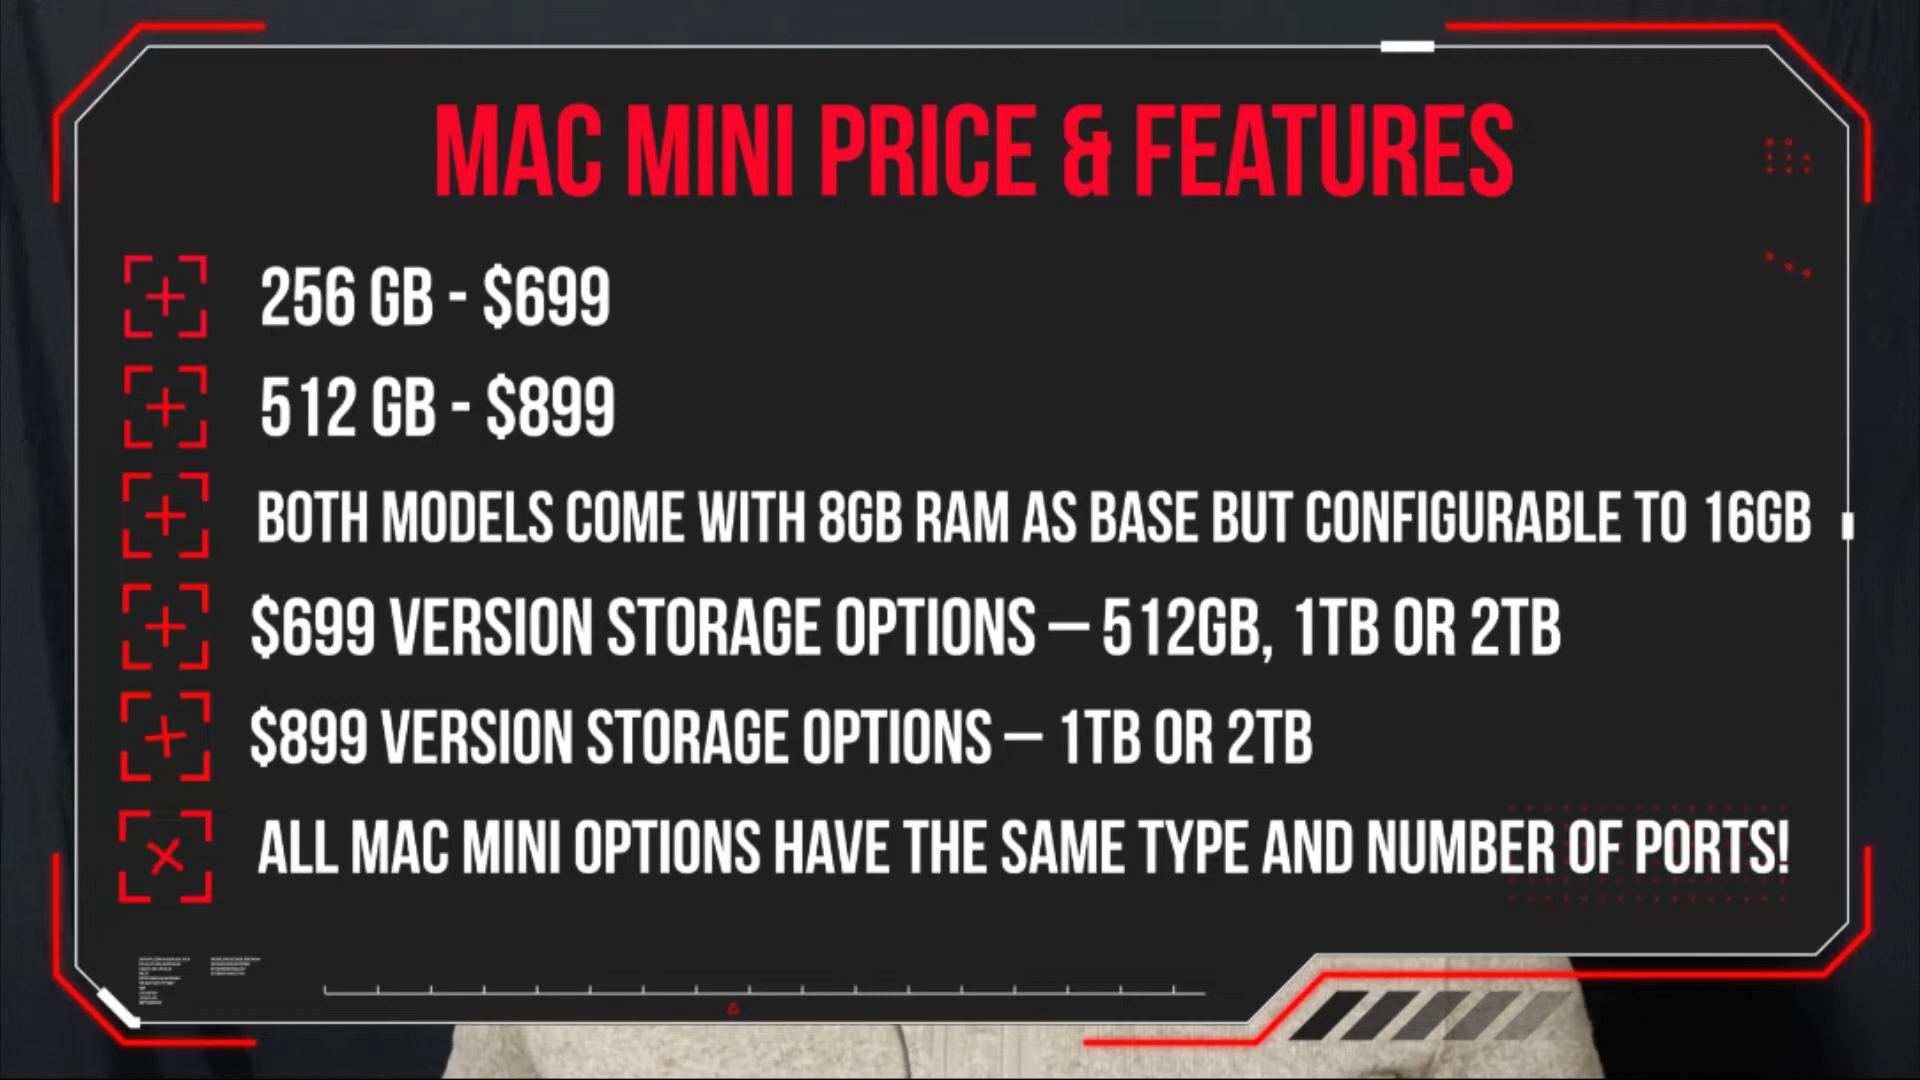 MAC MINI PRICE & FEATURES
256 GB - $699
512 GB - $899
BOTH MODELS COME WITH 8GB RAM AS BASE BUT CONFIGURABLE TO 16GB
$699 VERSION STORAGE OPTIONS – 512GB, 1TB OR 2TB
$899 VERSION STORAGE OPTIONS – 1TB OR 2TB
ALL MAC MINI OPTIONS HAVE THE SAME TYPE AND NUMBER OF PORTS!